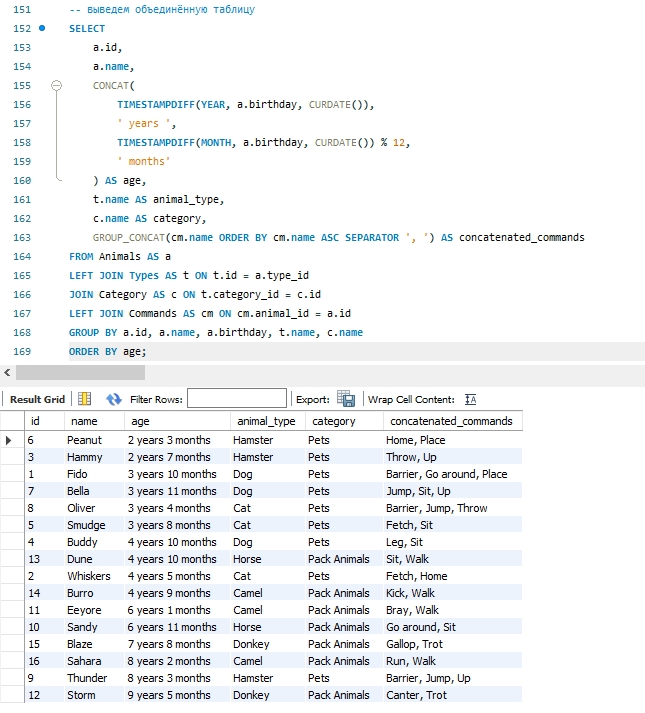 151 -- выведем объединённую таблицу
152 SELECT
153 a.id,
154 a.name,
155 CONCAT(
156 TIMESTAMPDIFF(YEAR, a.birthday, CURDATE()),
157 ' years ',
158 TIMESTAMPDIFF(MONTH, a.birthday, CURDATE()) % 12,
159 ' months'
160 ) AS age,
161 t.name AS animal_type,
162 c.name AS category,
163 GROUP_CONCAT(cm.name ORDER BY cm.name ASC SEPARATOR ', ') AS concatenated_commands
164 FROM Animals AS a
165 LEFT JOIN Types AS t ON t.id = a.type_id
166 JOIN Category AS c ON t.category_id = c.id
167 LEFT JOIN Commands AS cm ON cm.animal_id = a.id
168 GROUP BY a.id, a.name, a.birthday, t.name, c.name
169 ORDER BY age;
Result Grid Filter Rows: Export: Wrap Cell Content: IA
id name age animal_type category concatenated_commands
6 Peanut 2 years 3 months Hamster Pets Home, Place
3 Hammy 2 years 7 months Hamster Pets Throw, Up
1 Fido 3 years 10 months Dog Pets Barrier, Go around, Place
7 Bella 3 years 11 months Dog Pets Jump, Sit, Up
8 Oliver 3 years 4 months Cat Pets Barrier, Jump, Throw
5 Smudge 3 years 8 months Cat Pets Fetch, Sit
4 Buddy 4 years 10 months Dog Pets Leg, Sit
13 Dune 4 years 10 months Horse Pack Animals Sit, Walk
2 Whiskers 4 years 5 months Cat Pets Fetch, Home
14 Burro 4 years 9 months Camel Pack Animals Kick, Walk
11 Eeyore 6 years 1 months Camel Pack Animals Bray, Walk
10 Sandy 6 years 11 months Horse Pack Animals Go around, Sit
15 Blaze 7 years 8 months Donkey Pack Animals Gallop, Trot
16 Sahara 8 years 2 months Camel Pack Animals Run, Walk
9 Thunder 8 years 3 months Hamster Pets Barrier, Jump, Up
12 Storm 9 years 5 months Donkey Pack Animals Canter, Trot